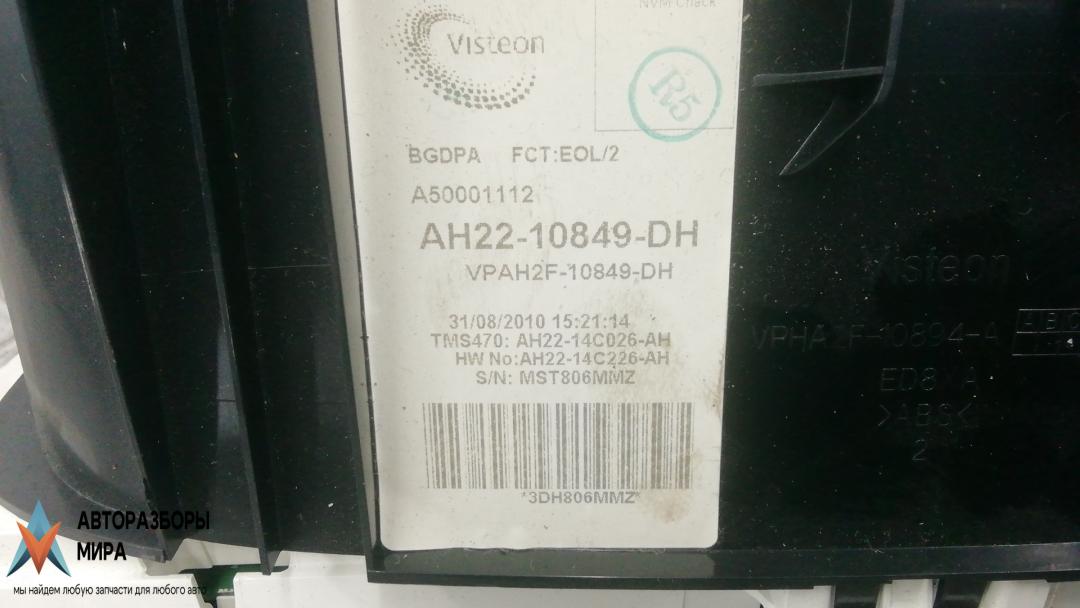 NVM Check
Visteon
R5
BGDPA FCT:EOL/2
A50001112
AH22-10849-DH
VPAH2F-10849-DH
31/08/2010 15:21:14
TMS470: AH22-14C026-AH
HW No:AH22-14C226-AH
S/N: MST806MMZ
*3DH806MMZ*
Visteon
VPHA2F-10894-A
>ABS<
2
АВТОРАЗБОРЫ
МИРА
мы найдем любую запчасти для любого авто